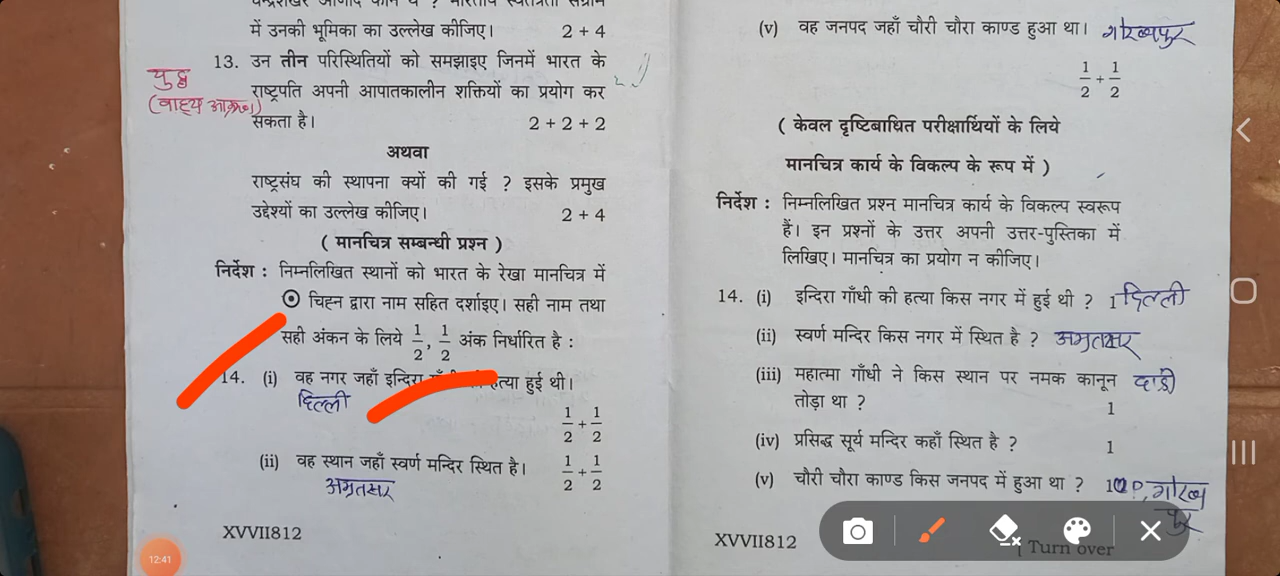 में उनकी भूमिका का उल्लेख कीजिए। 2 + 4
13. उन तीन परिस्थितियों को समझाइए जिनमें भारत के
युद्ध
राष्ट्रपति अपनी आपातकालीन शक्तियों का प्रयोग कर
सकता है। 2 + 2 + 2
अथवा
राष्ट्रसंघ की स्थापना क्यों की गई ? इसके प्रमुख
उद्देश्यों का उल्लेख कीजिए। 2 + 4
( मानचित्र सम्बन्धी प्रश्न )
निर्देश : निम्नलिखित स्थानों को भारत के रेखा मानचित्र में
चिह्न द्वारा नाम सहित दर्शाइए। सही नाम तथा
सही अंकन के लिये 1/2, 1/2 अंक निर्धारित है :
14. (i) वह नगर जहाँ इन्दिरा हत्या हुई थी।
दिल्ली
1/2 + 1/2
(ii) वह स्थान जहाँ स्वर्ण मन्दिर स्थित है। 1/2 + 1/2
अमृतसर
XVVII812
12:41
(v) वह जनपद जहाँ चौरी चौरा काण्ड हुआ था। गोरखपुर
1/2 + 1/2
( केवल दृष्टिबाधित परीक्षार्थियों के लिये
मानचित्र कार्य के विकल्प के रूप में )
निर्देश : निम्नलिखित प्रश्न मानचित्र कार्य के विकल्प स्वरूप
हैं। इन प्रश्नों के उत्तर अपनी उत्तर-पुस्तिका में
लिखिए। मानचित्र का प्रयोग न कीजिए।
14. (i) इन्दिरा गाँधी की हत्या किस नगर में हुई थी ? 1 दिल्ली
(ii) स्वर्ण मन्दिर किस नगर में स्थित है ? अमृतसर
(iii) महात्मा गाँधी ने किस स्थान पर नमक कानून दांडी
तोड़ा था ? 1
(iv) प्रसिद्ध सूर्य मन्दिर कहाँ स्थित है ? 1
(v) चौरी चौरा काण्ड किस जनपद में हुआ था ? 1 गोरख
पुर
XVVII812
[ Turn over